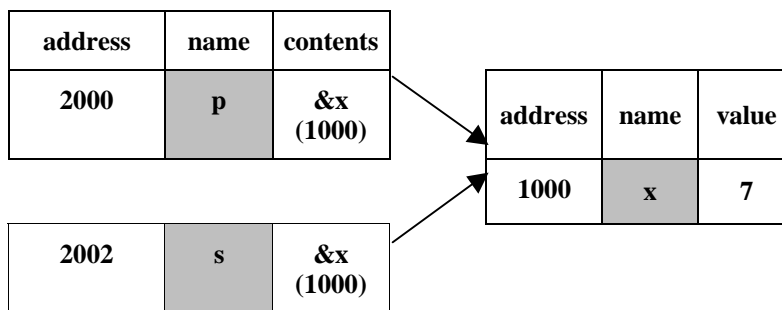 address name contents
2000 p &x
(1000)
address name value
1000 x 7
2002 s &x
(1000)